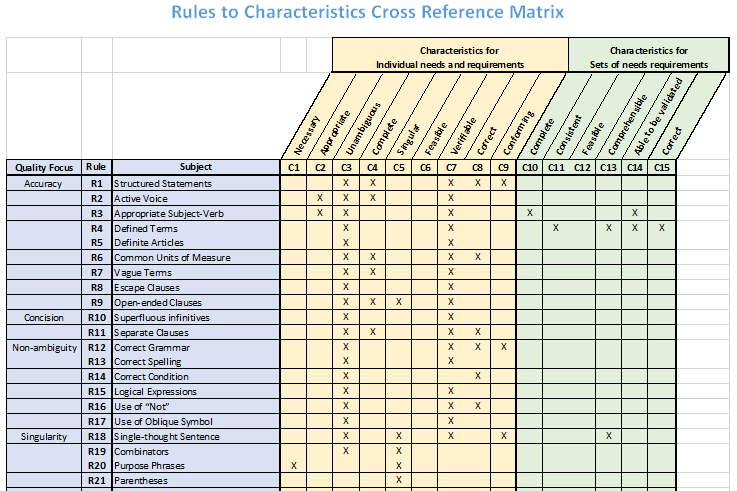 Rules to Characteristics Cross Reference Matrix
Characteristics for Individual needs and requirements
Characteristics for Sets of needs requirements
Necessary
Appropriate
Unambiguous
Complete
Singular
Feasible
Verifiable
Correct
Conforming
Complete
Consistent
Feasible
Comprehensible
Able to be validated
Correct
Quality Focus Rule Subject C1 C2 C3 C4 C5 C6 C7 C8 C9 C10 C11 C12 C13 C14 C15
Accuracy R1 Structured Statements X X X X X
R2 Active Voice X X X X
R3 Appropriate Subject-Verb X X X X X
R4 Defined Terms X X X X X X
R5 Definite Articles X X
R6 Common Units of Measure X X X X
R7 Vague Terms X X X
R8 Escape Clauses X X
R9 Open-ended Clauses X X X X
Concision R10 Superfluous infinitives X X
R11 Separate Clauses X X X X
Non-ambiguity R12 Correct Grammar X X X X
R13 Correct Spelling X X
R14 Correct Condition X X
R15 Logical Expressions X X
R16 Use of “Not” X X X
R17 Use of Oblique Symbol X X
Singularity R18 Single-thought Sentence X X X X X
R19 Combinators X X
R20 Purpose Phrases X X
R21 Parentheses X